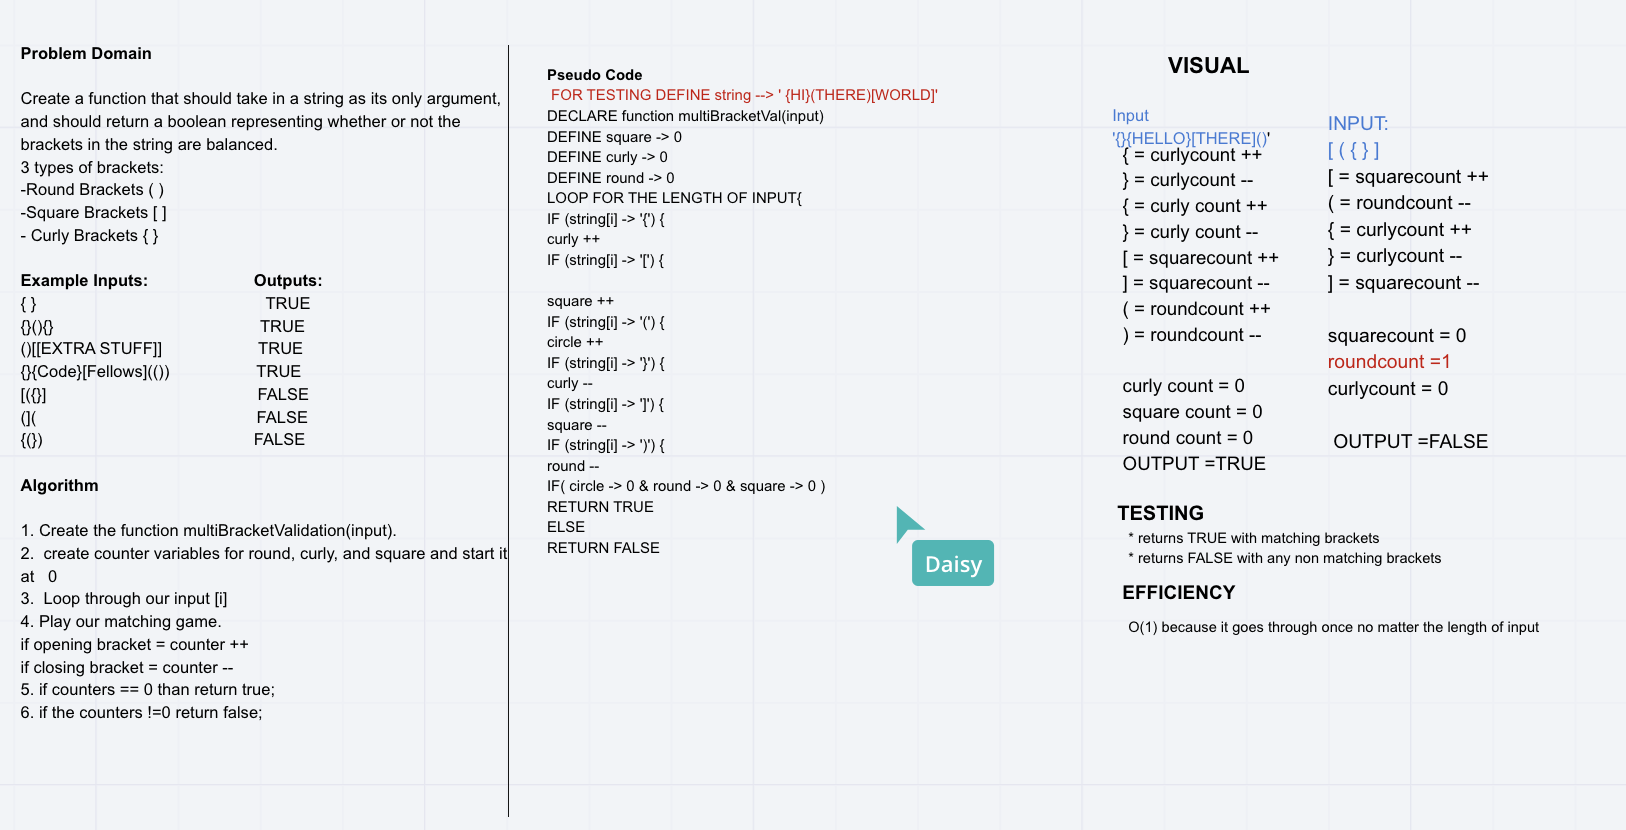 Problem Domain
Create a function that should take in a string as its only argument,
and should return a boolean representing whether or not the
brackets in the string are balanced.
3 types of brackets:
-Round Brackets ( )
-Square Brackets [ ]
- Curly Brackets { }
Example Inputs: Outputs:
{ } TRUE
{}(){} TRUE
()[[EXTRA STUFF]] TRUE
{}{Code}[Fellows](()) TRUE
[({}] FALSE
(]( FALSE
{(}) FALSE
Algorithm
1. Create the function multiBracketValidation(input).
2. create counter variables for round, curly, and square and start it
at 0
3. Loop through our input [i]
4. Play our matching game.
if opening bracket = counter ++
if closing bracket = counter --
5. if counters == 0 than return true;
6. if the counters !=0 return false;
Pseudo Code
FOR TESTING DEFINE string --> ' {HI}(THERE)[WORLD]'
DECLARE function multiBracketVal(input)
DEFINE square -> 0
DEFINE curly -> 0
DEFINE round -> 0
LOOP FOR THE LENGTH OF INPUT{
IF (string[i] -> '{') {
curly ++
IF (string[i] -> '[') {
square ++
IF (string[i] -> '(') {
circle ++
IF (string[i] -> '}') {
curly --
IF (string[i] -> ']') {
square --
IF (string[i] -> ')') {
round --
IF( circle -> 0 & round -> 0 & square -> 0 )
RETURN TRUE
ELSE
RETURN FALSE
Daisy
VISUAL
Input
'{}{HELLO}[THERE]()'
{ = curlycount ++
} = curlycount --
{ = curly count ++
} = curly count --
[ = squarecount ++
] = squarecount --
( = roundcount ++
) = roundcount --
curly count = 0
square count = 0
round count = 0
OUTPUT =TRUE
INPUT:
[ ( { } ]
[ = squarecount ++
( = roundcount --
{ = curlycount ++
} = curlycount --
] = squarecount --
squarecount = 0
roundcount =1
curlycount = 0
OUTPUT =FALSE
TESTING
* returns TRUE with matching brackets
* returns FALSE with any non matching brackets
EFFICIENCY
O(1) because it goes through once no matter the length of input